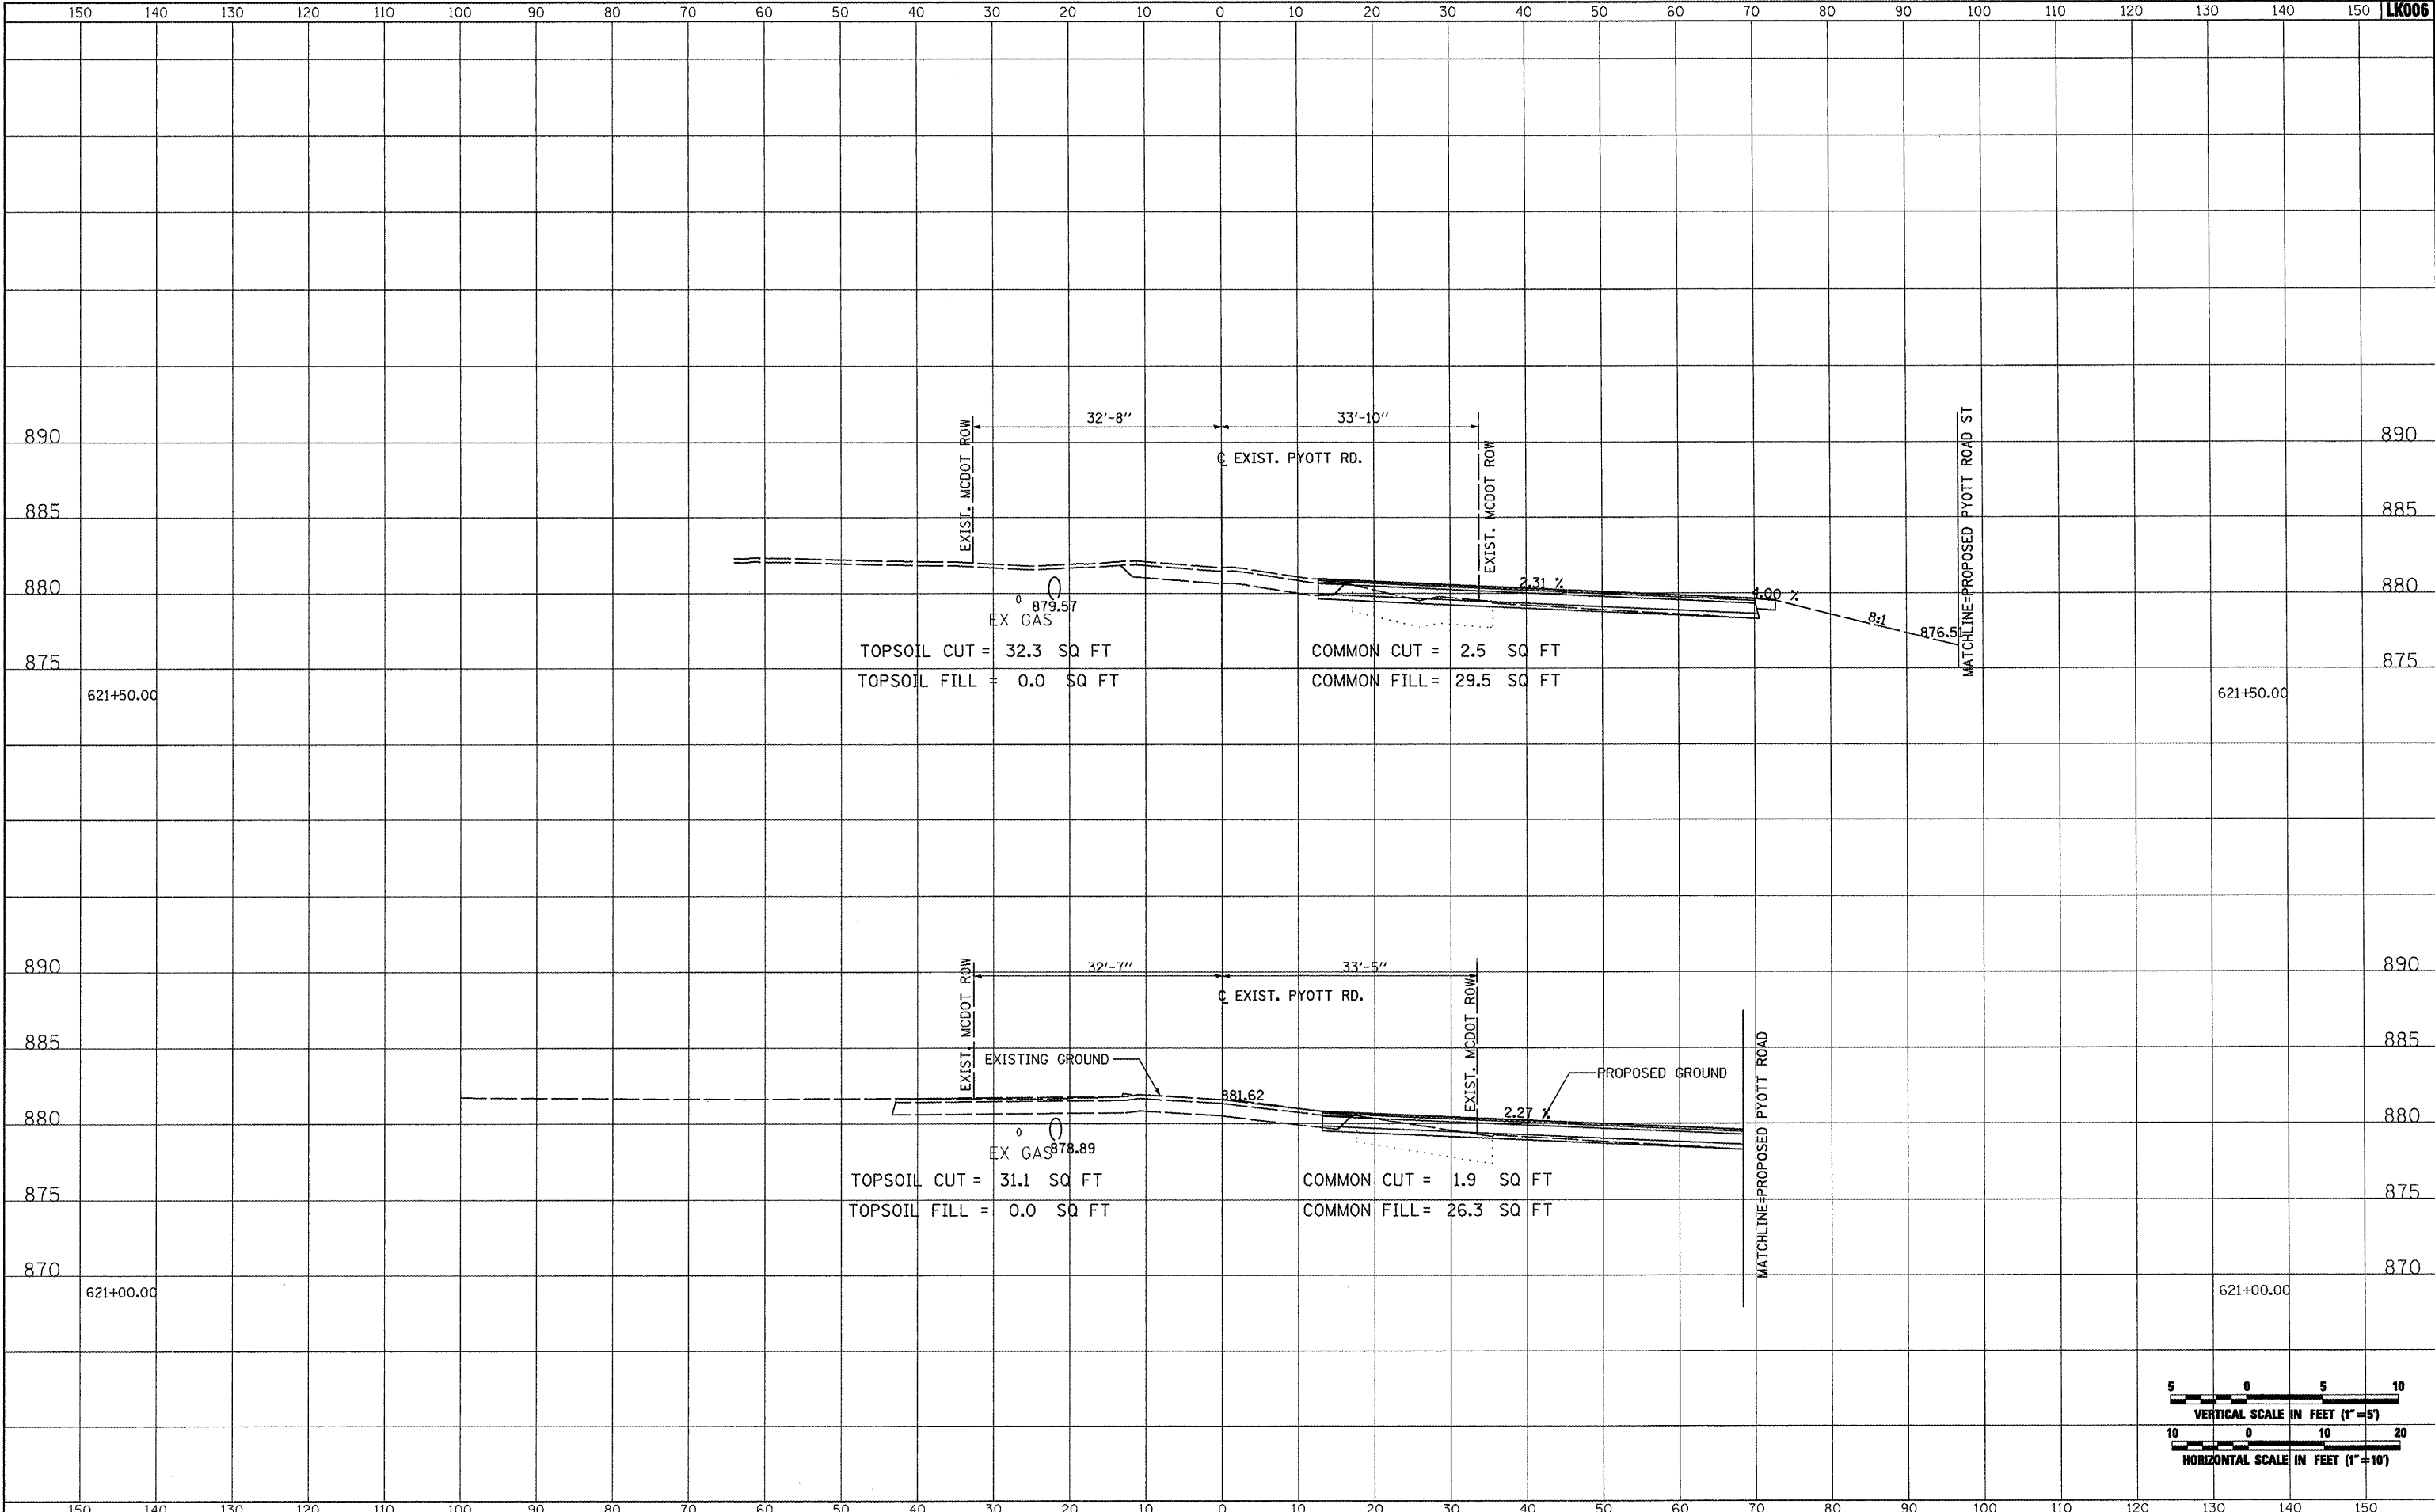 150 140 130 120 110 100 90 80 70 60 50 40 30 20 10 0 10 20 30 40 50 60 70 80 90 100 110 120 130 140 150 LK006
32'-8" 33'-10"
890 890
℄ EXIST. PYOTT RD.
EXIST. MCDOT ROW
EXIST. MCDOT ROW
MATCHLINE=PROPOSED PYOTT ROAD ST
885 885
880 2.31 % 4.00 % 880
879.57
EX GAS
8:1
876.51
TOPSOIL CUT = 32.3 SQ FT COMMON CUT = 2.5 SQ FT
875 875
TOPSOIL FILL = 0.0 SQ FT COMMON FILL= 29.5 SQ FT
621+50.00 621+50.00
890 32'-7" 33'-5" 890
℄ EXIST. PYOTT RD.
EXIST. MCDOT ROW
EXIST. MCDOT ROW
MATCHLINE=PROPOSED PYOTT ROAD
885 885
EXISTING GROUND
PROPOSED GROUND
881.62
880 2.27 % 880
EX GAS 878.89
TOPSOIL CUT = 31.1 SQ FT COMMON CUT = 1.9 SQ FT
875 875
TOPSOIL FILL = 0.0 SQ FT COMMON FILL= 26.3 SQ FT
870 870
621+00.00 621+00.00
5 0 5 10
VERTICAL SCALE IN FEET (1"=5')
10 0 10 20
HORIZONTAL SCALE IN FEET (1"=10')
150 140 130 120 110 100 90 80 70 60 50 40 30 20 10 0 10 20 30 40 50 60 70 80 90 100 110 120 130 140 150